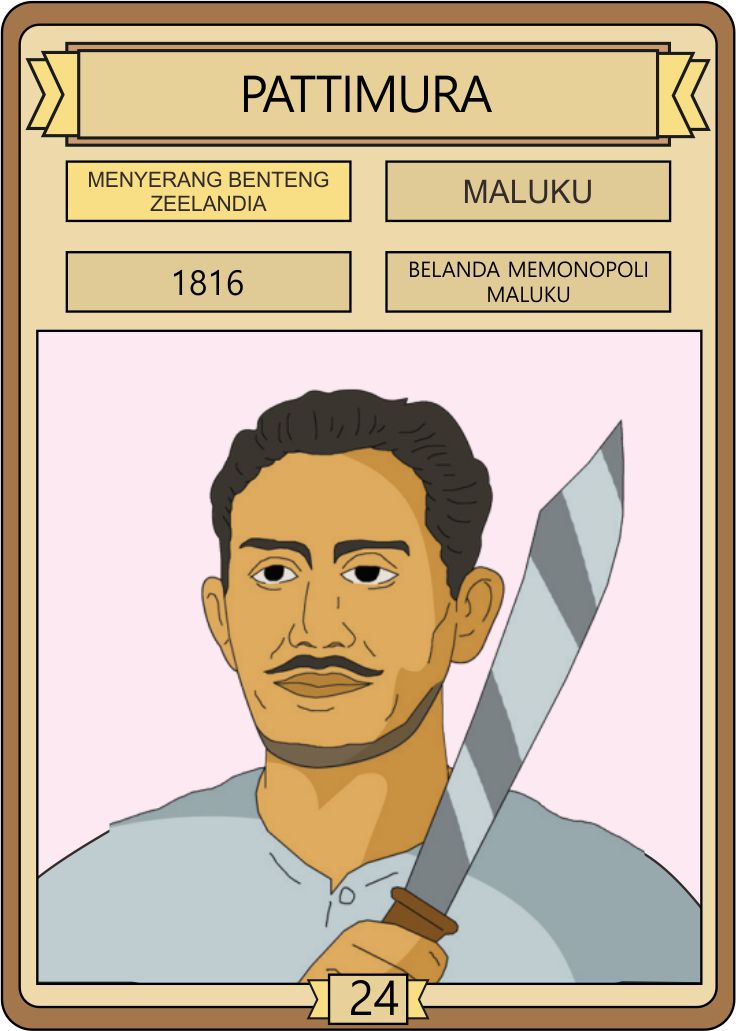 PATTIMURA
MENYERANG BENTENG
ZEELANDIA
MALUKU
1816
BELANDA MEMONOPOLI
MALUKU
24